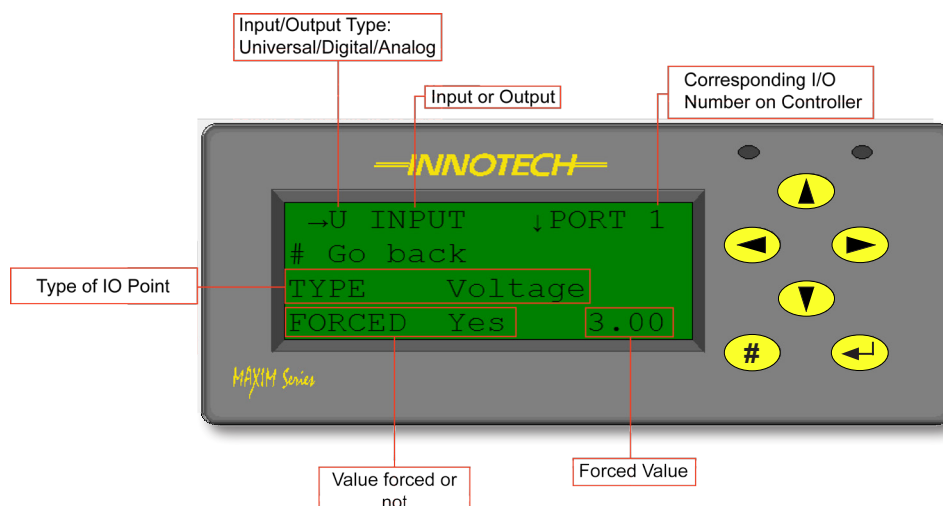 Input/Output Type:
Universal/Digital/Analog
Input or Output
Corresponding I/O
Number on Controller
INNOTECH
→U INPUT ↓PORT 1
# Go back
Type of IO Point
TYPE Voltage
FORCED Yes 3.00
#
MAXIM Series
Value forced or
not
Forced Value